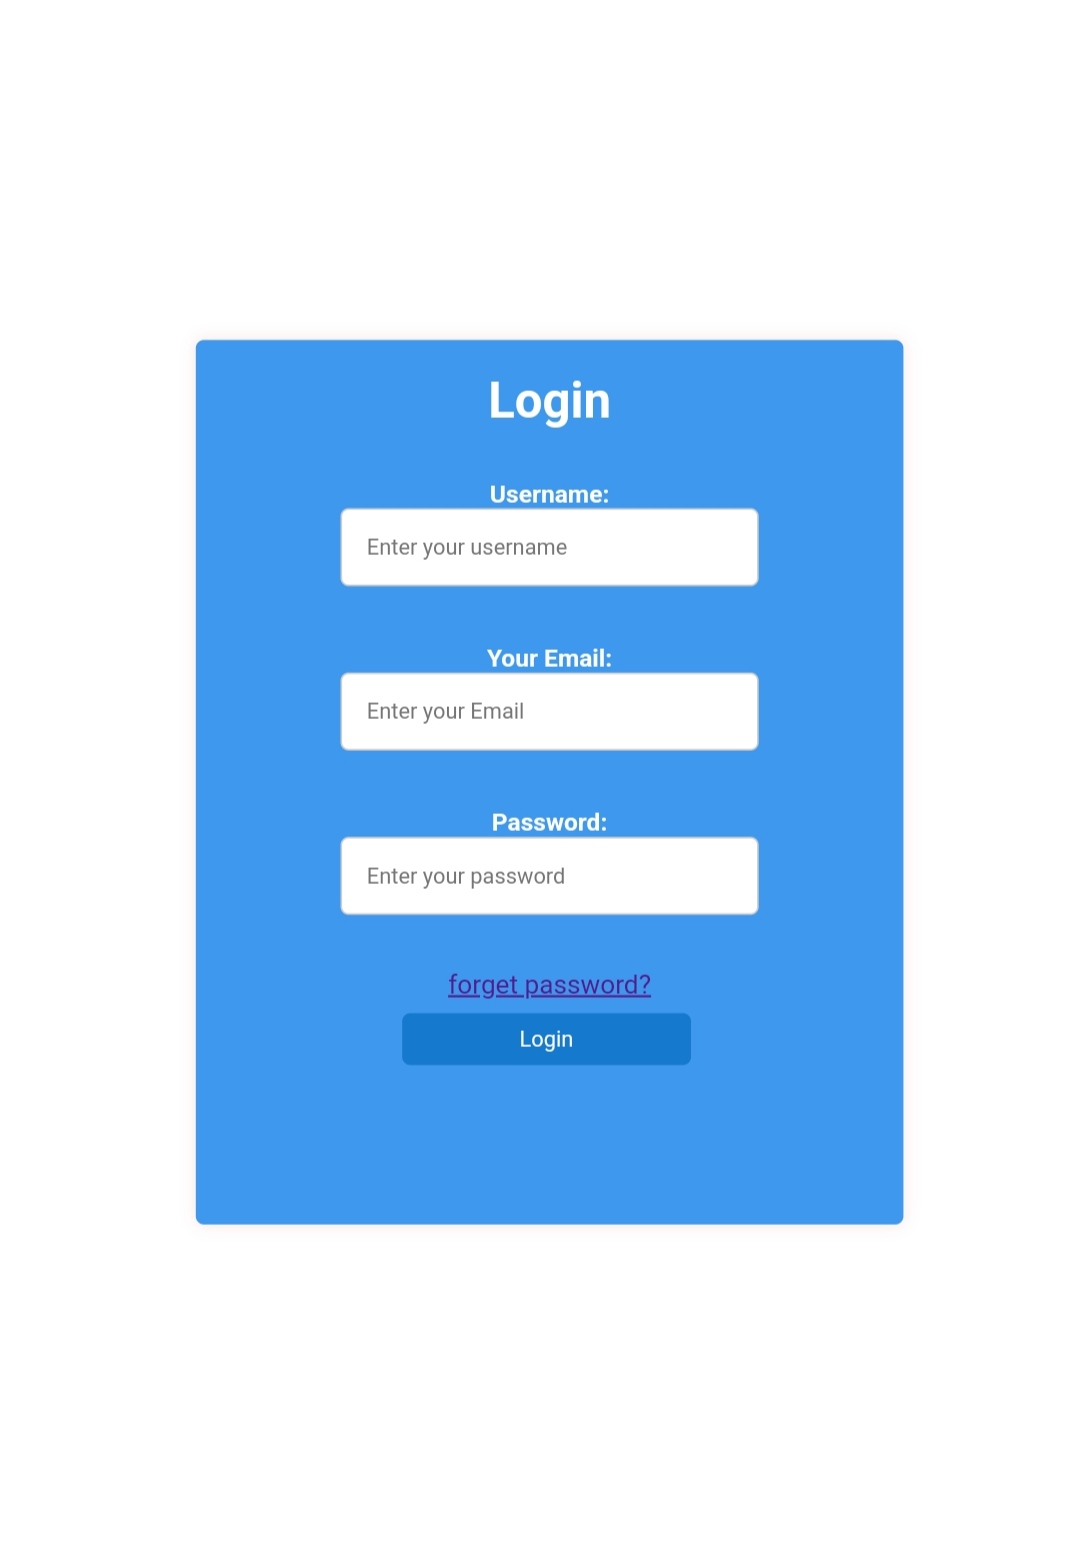 Login
Username:
Enter your username
Your Email:
Enter your Email
Password:
Enter your password
forget password?
Login